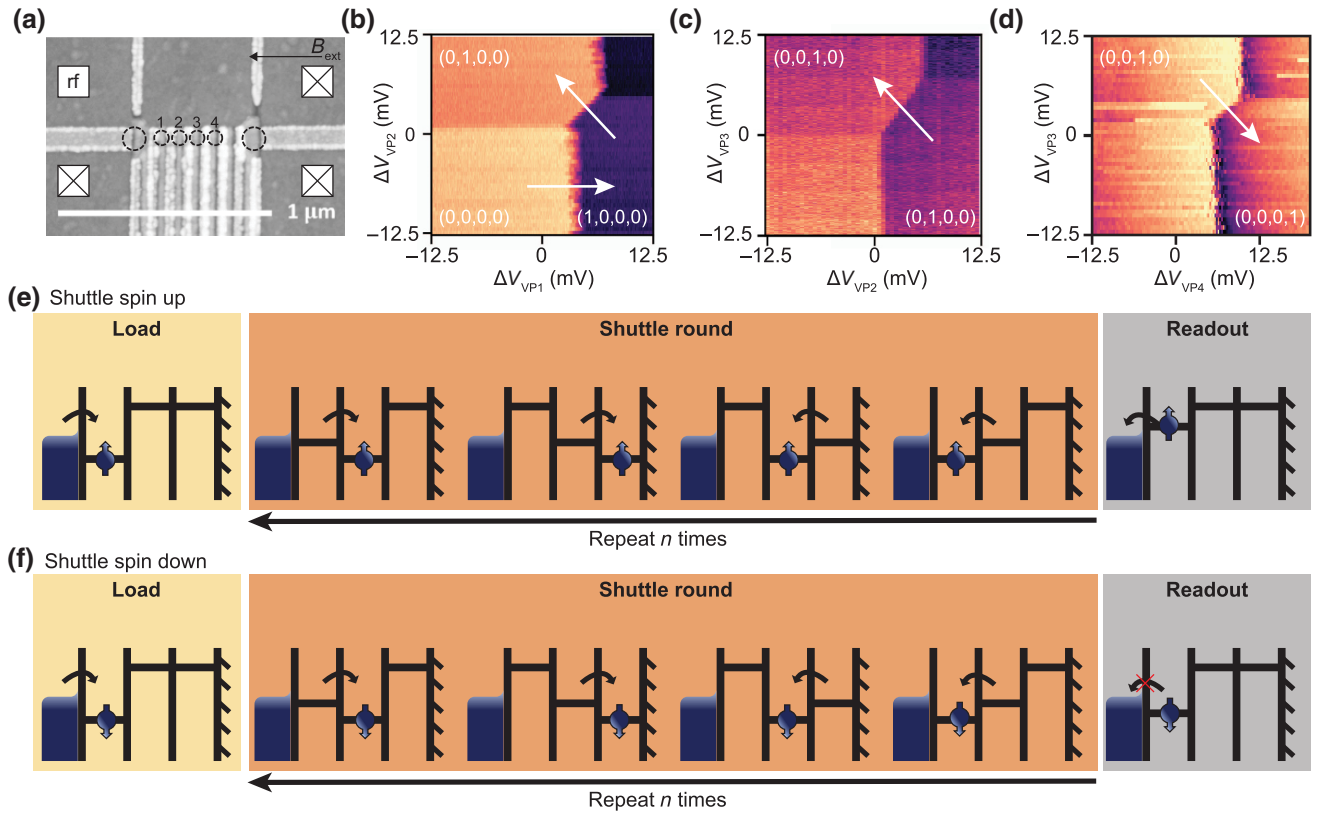 (a)
rf
B
ext
1 2 3 4
1 μm
(b)
12.5
0
−12.5
ΔV_VP2 (mV)
(0,1,0,0)
(0,0,0,0)
(1,0,0,0)
−12.5 0 12.5
ΔV_VP1 (mV)
(c)
12.5
0
−12.5
ΔV_VP3 (mV)
(0,0,1,0)
(0,1,0,0)
−12.5 0 12.5
ΔV_VP2 (mV)
(d)
12.5
0
−12.5
ΔV_VP3 (mV)
(0,0,1,0)
(0,0,0,1)
−12.5 0 12.5
ΔV_VP4 (mV)
(e) Shuttle spin up
Load
Shuttle round
Readout
Repeat n times
(f) Shuttle spin down
Load
Shuttle round
Readout
Repeat n times